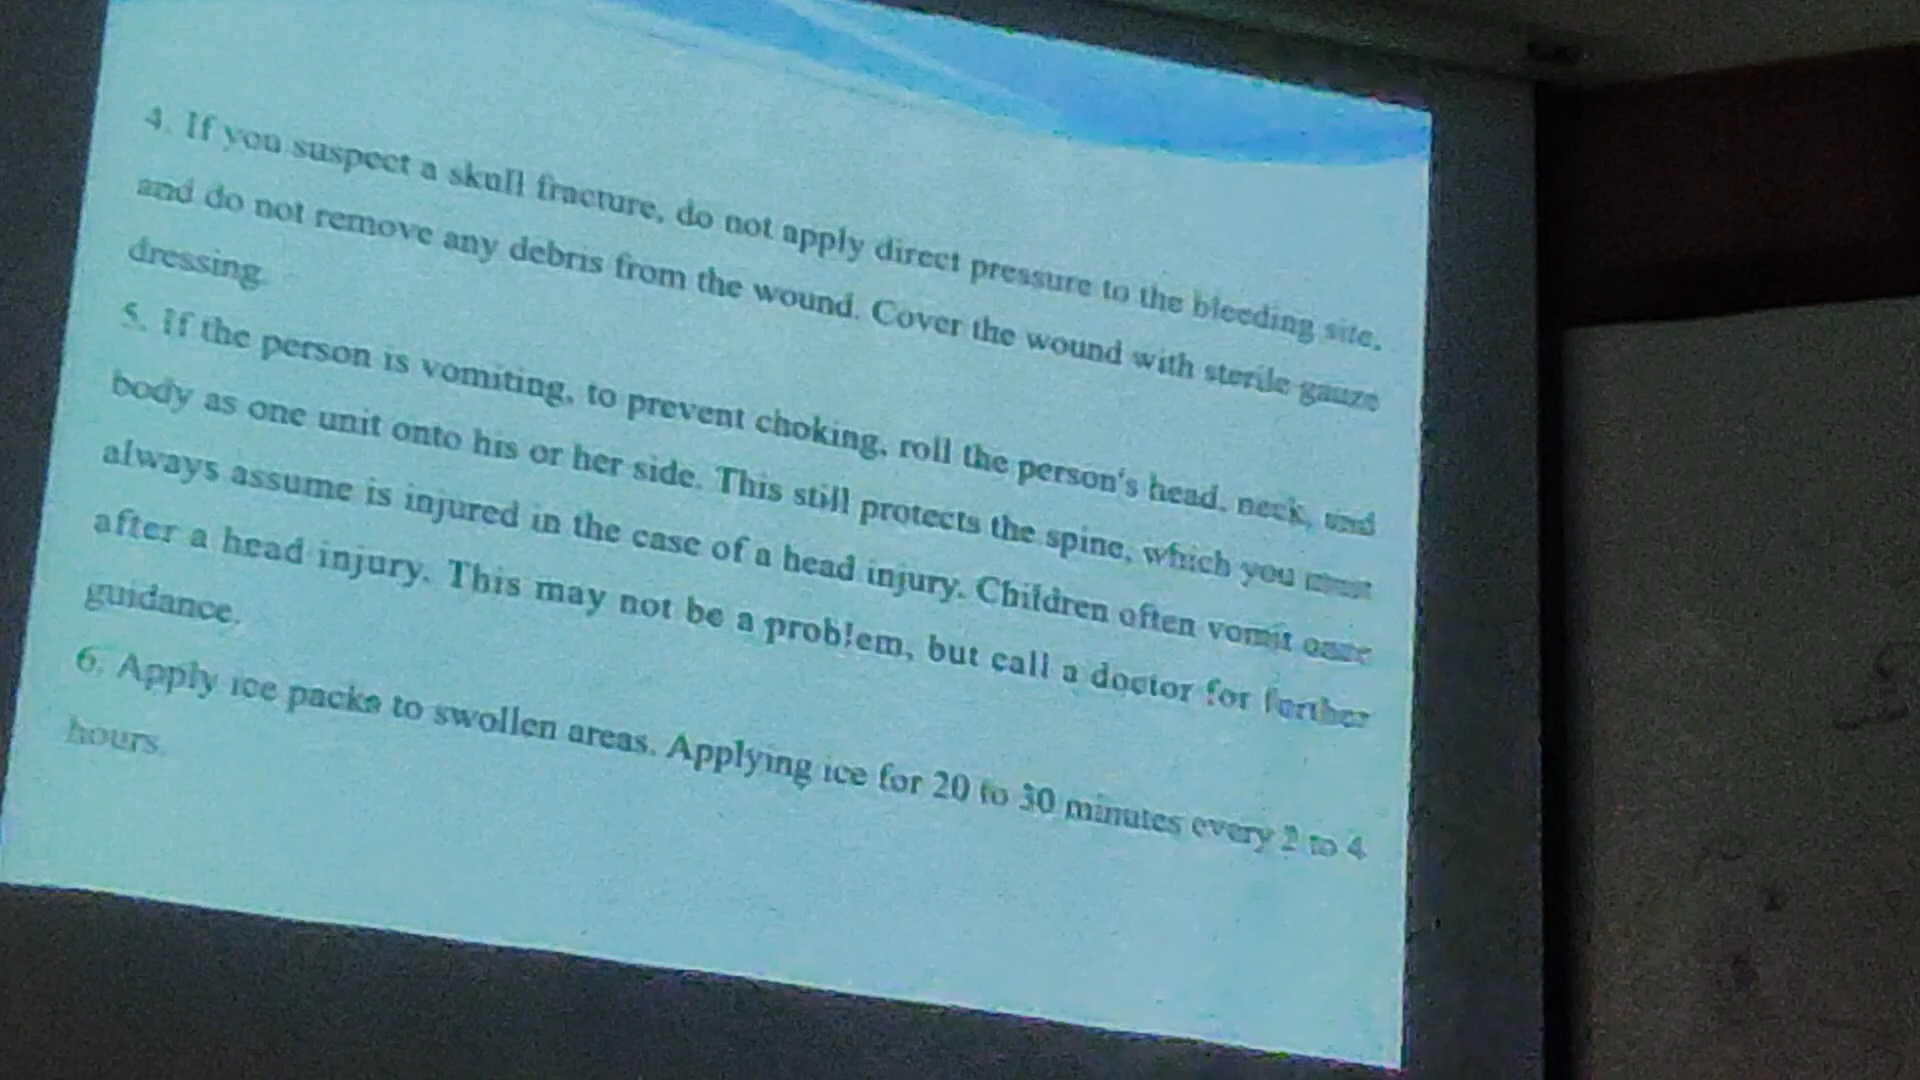 4. If you suspect a skull fracture, do not apply direct pressure to the bleeding site,
and do not remove any debris from the wound. Cover the wound with sterile gauze
dressing.
5. If the person is vomiting, to prevent choking, roll the person's head, neck, and
body as one unit onto his or her side. This still protects the spine, which you must
always assume is injured in the case of a head injury. Children often vomit once
after a head injury. This may not be a problem, but call a doctor for further
guidance.
6. Apply ice packs to swollen areas. Applying ice for 20 to 30 minutes every 2 to 4
hours.